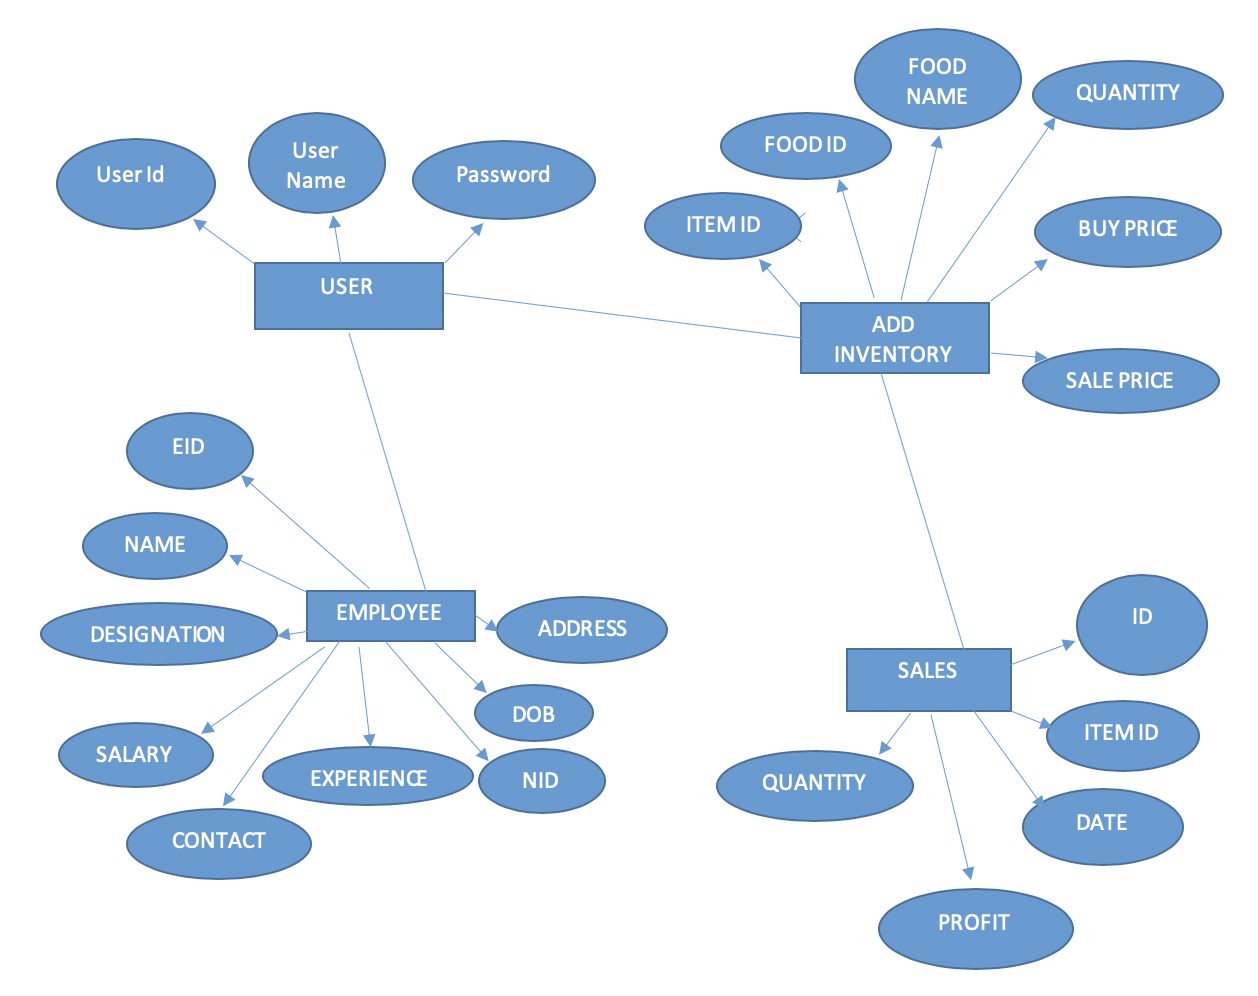 FOOD
NAME
QUANTITY
FOOD ID
User
Name
User Id
Password
ITEM ID
BUY PRICE
USER
ADD
INVENTORY
SALE PRICE
EID
NAME
EMPLOYEE
DESIGNATION
ADDRESS
ID
SALES
DOB
ITEM ID
SALARY
EXPERIENCE
NID
QUANTITY
CONTACT
DATE
PROFIT